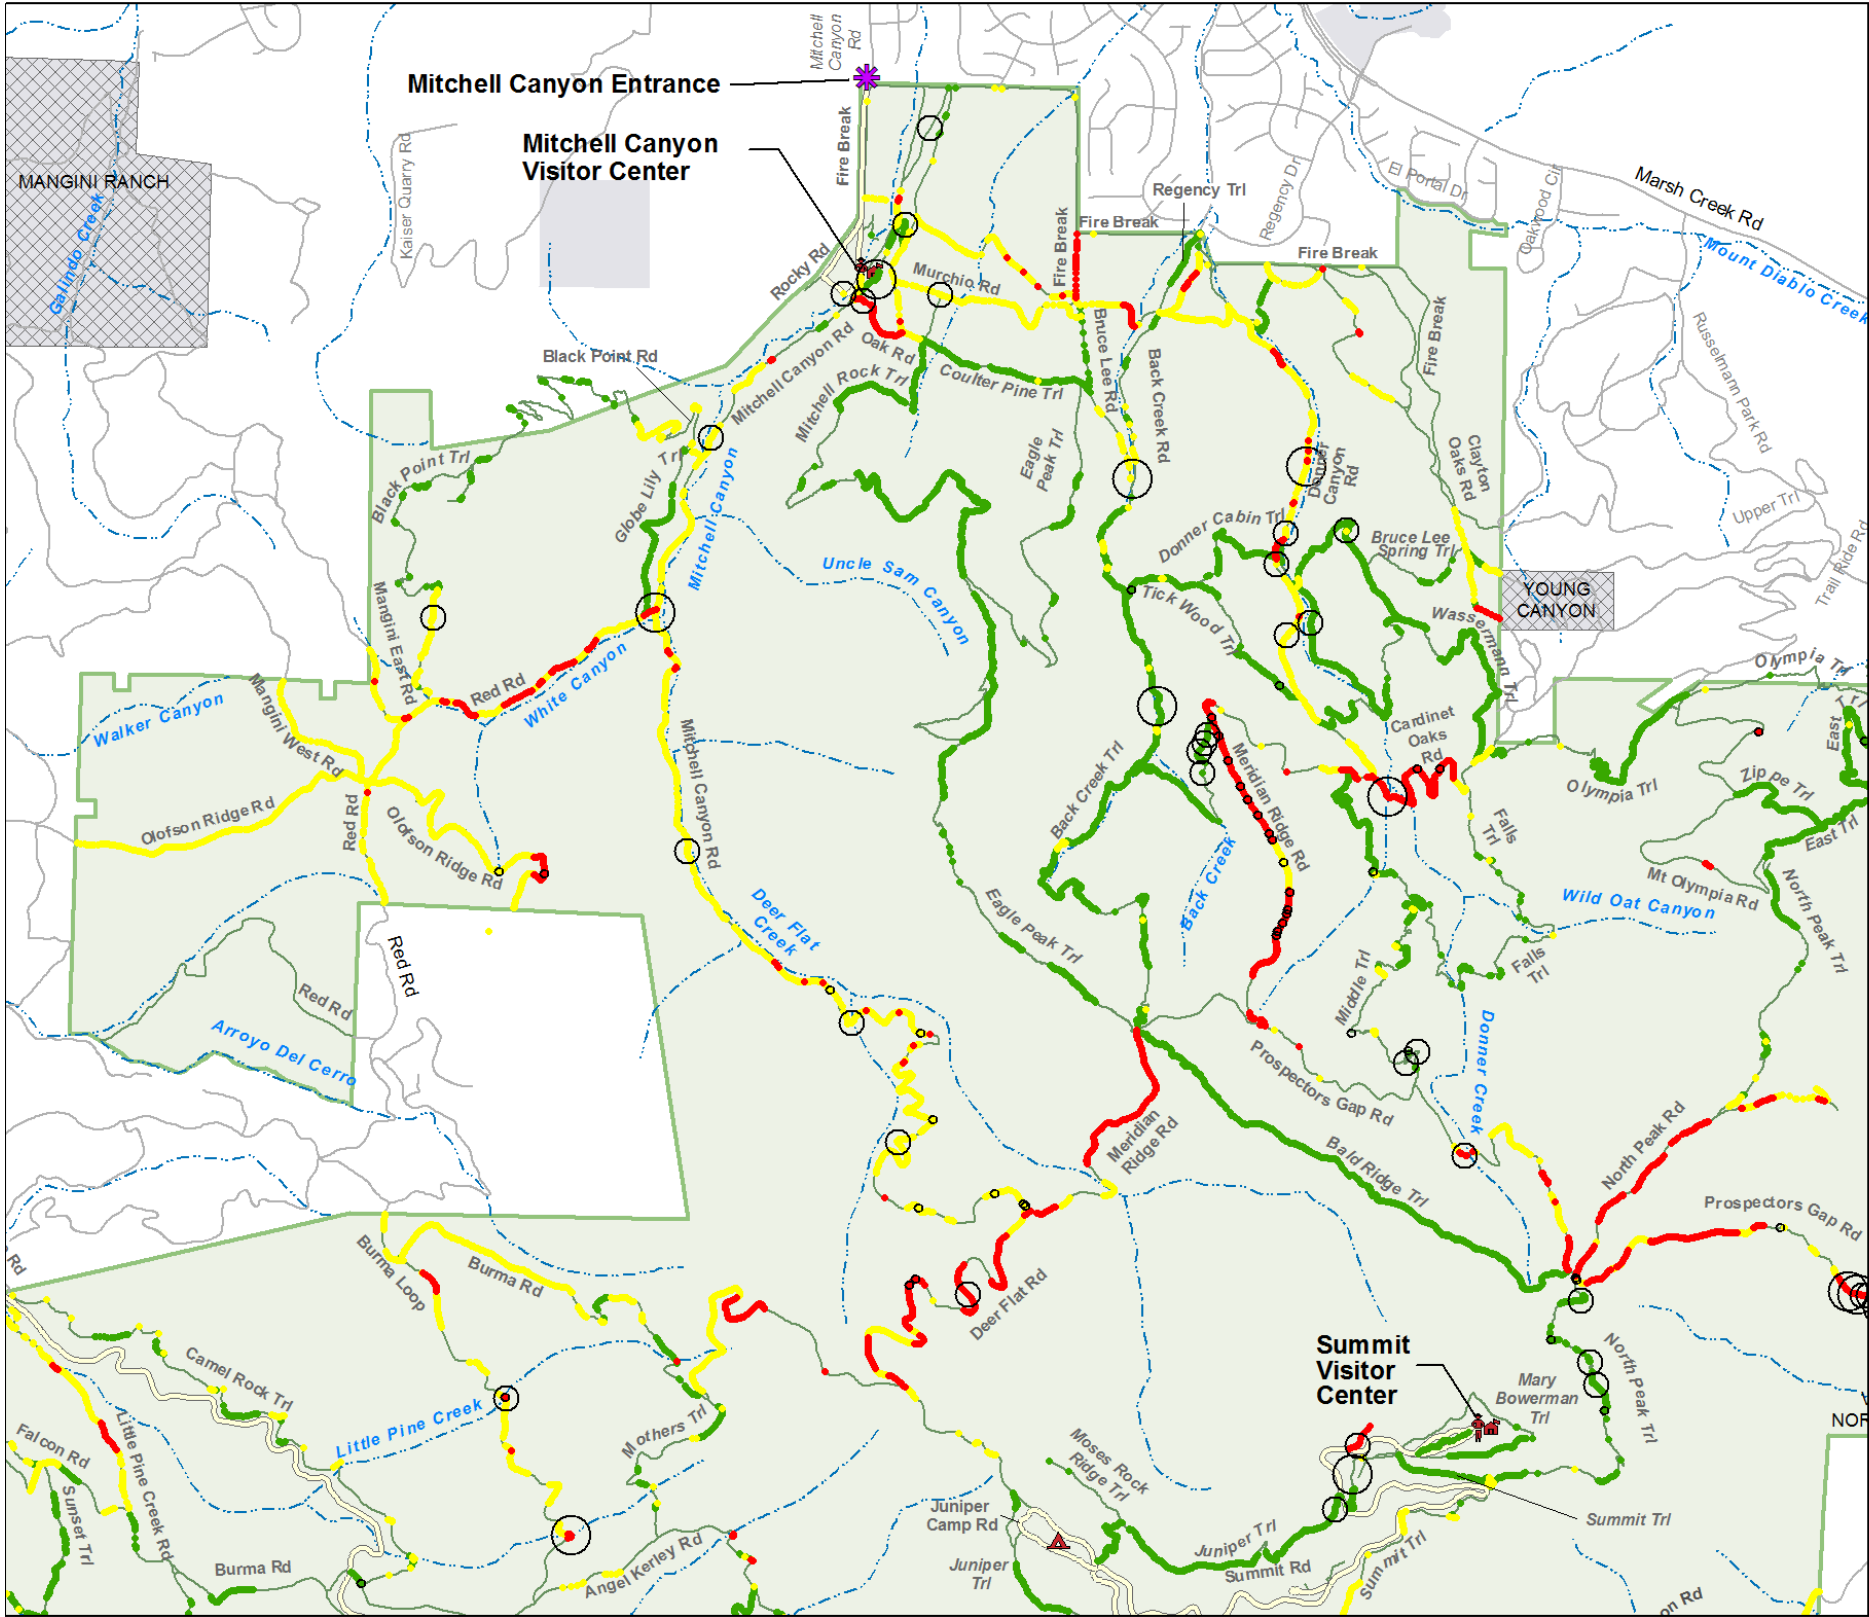 Mitchell
Canyon
Rd
Mitchell Canyon Entrance
Mitchell Canyon
Visitor Center
Fire Break
Kaiser Quarry Rd
MANGINI RANCH
Galindo Creek
Regency Trl
Regency Dr
El Portal Dr
Oakwood Cir
Marsh Creek Rd
Mount Diablo Creek
Fire Break
Fire Break
Fire Break
Rocky Rd
Murchio Rd
Black Point Rd
Mitchell Canyon Rd
Oak Rd
Mitchell Rock Trl
Coulter Pine Trl
Bruce Lee Rd
Back Creek Rd
Fire Break
Russelmann Park Rd
Black Point Trl
Globe Lily Trl
Mitchell Canyon
Eagle
Peak Trl
Donner
Canyon
Rd
Clayton
Oaks Rd
Upper Trl
Trail Ride Rd
Donner Cabin Trl
Bruce Lee
Spring Trl
Uncle Sam Canyon
Tick Wood Trl
YOUNG
CANYON
Wassermann Trl
Mangini East Rd
Red Rd
White Canyon
Walker Canyon
Mangini West Rd
Olympia Trl
Trl
East
Cardinet
Oaks
Rd
Mitchell Canyon Rd
Meridian Ridge Rd
Back Creek Trl
Olympia Trl
Zippe Trl
East Trl
Olofson Ridge Rd
Red Rd
Olofson Ridge Rd
Falls
Trl
Mt Olympia Rd
North Peak Trl
Wild Oat Canyon
Deer Flat
Creek
Eagle Peak Trl
Back Creek
Falls
Trl
Middle Trl
Red Rd
Red Rd
Arroyo Del Cerro
Donner Creek
Prospectors Gap Rd
Meridian
Ridge Rd
Bald Ridge Trl
North Peak Rd
Prospectors Gap Rd
Rd
Burma Loop
Burma Rd
Deer Flat Rd
Summit
Visitor
Center
North Peak Trl
Mary
Bowerman
Trl
NOR
Camel Rock Trl
Little Pine Creek
Mothers Trl
Falcon Rd
Little Pine Creek Rd
Sunset Trl
Moses Rock
Ridge Trl
Juniper
Camp Rd
Summit Trl
Burma Rd
Angel Kerley Rd
Juniper
Trl
Juniper Trl
Summit Rd
Summit Trl
on Rd